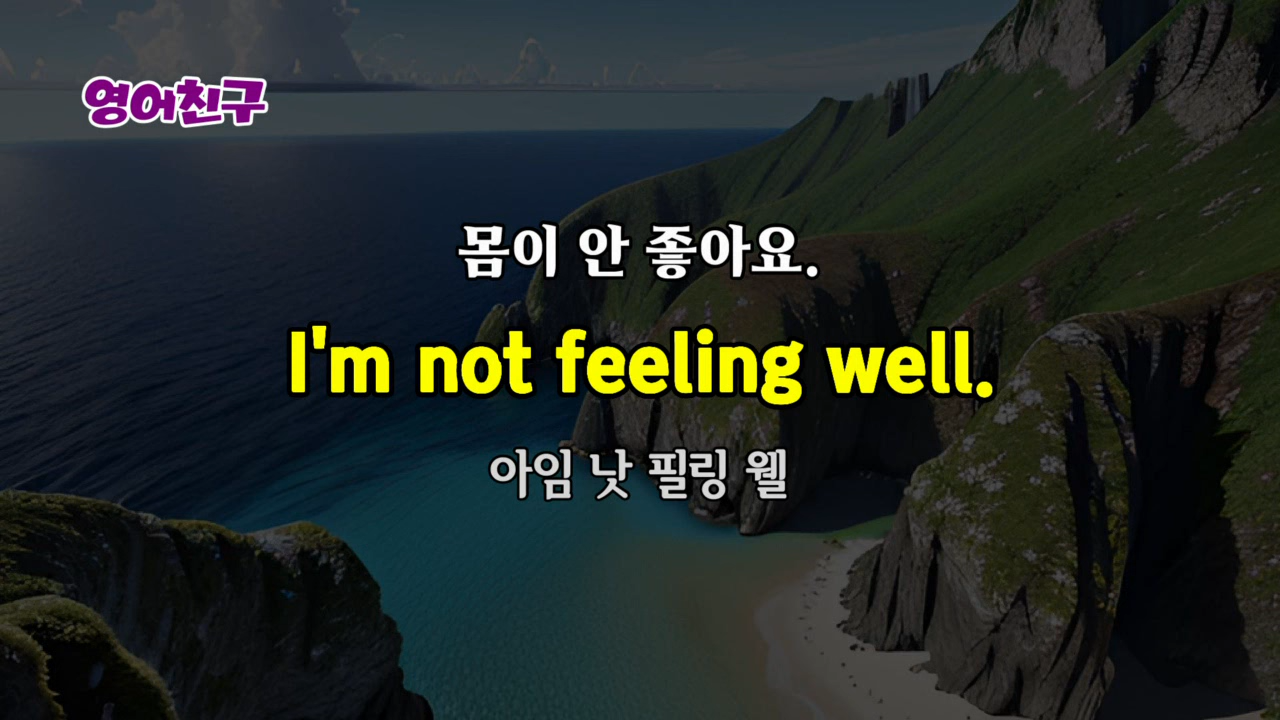 영어친구
몸이 안 좋아요.
I'm not feeling well.
아임 낫 필링 웰